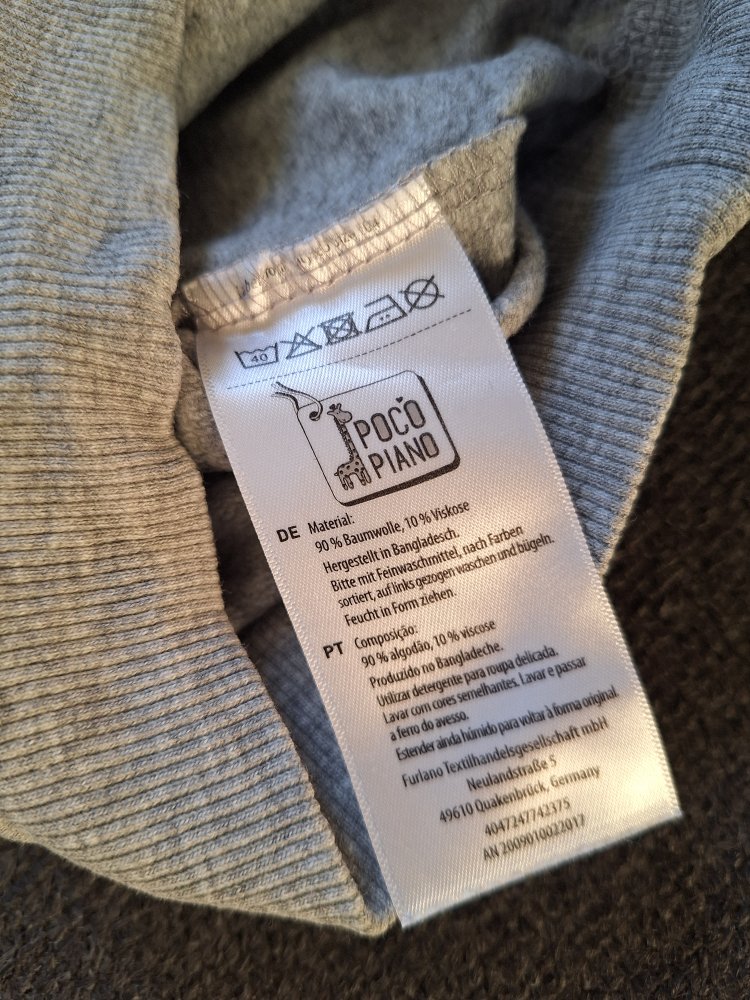 40
POCO
PIANO
DE Material:
90 % Baumwolle, 10 % Viskose
Hergestellt in Bangladesch.
Bitte mit Feinwaschmittel, nach Farben
sortiert, auf links gezogen waschen und bügeln.
Feucht in Form ziehen.
PT Composição:
90 % algodão, 10 % viscose
Produzido no Bangladeche.
Utilizar detergente para roupa delicada.
Lavar com cores semelhantes. Lavar e passar
a ferro do avesso.
Estender ainda húmido para voltar à forma original.
Furlano Textilhandelsgesellschaft mbH
Neulandstraße 5
49610 Quakenbrück, Germany
4047247742375
AN 2009010022017